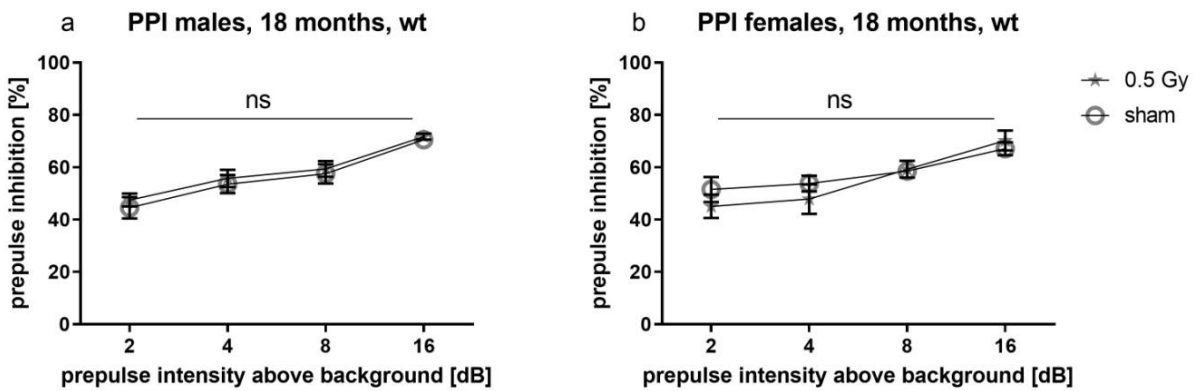 a PPI males, 18 months, wt
prepulse inhibition [%]
100
80
60
40
20
0
ns
2 4 8 16
prepulse intensity above background [dB]
b PPI females, 18 months, wt
prepulse inhibition [%]
100
80
60
40
20
0
ns
2 4 8 16
prepulse intensity above background [dB]
0.5 Gy
sham